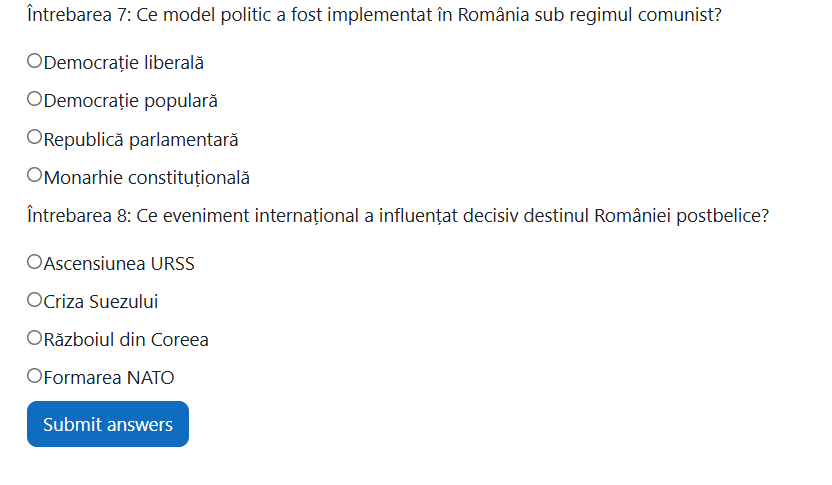 Întrebarea 7: Ce model politic a fost implementat în România sub regimul comunist?
Democrație liberală
Democrație populară
Republică parlamentară
Monarhie constituțională
Întrebarea 8: Ce eveniment internațional a influențat decisiv destinul României postbelice?
Ascensiunea URSS
Criza Suezului
Războiul din Coreea
Formarea NATO
Submit answers